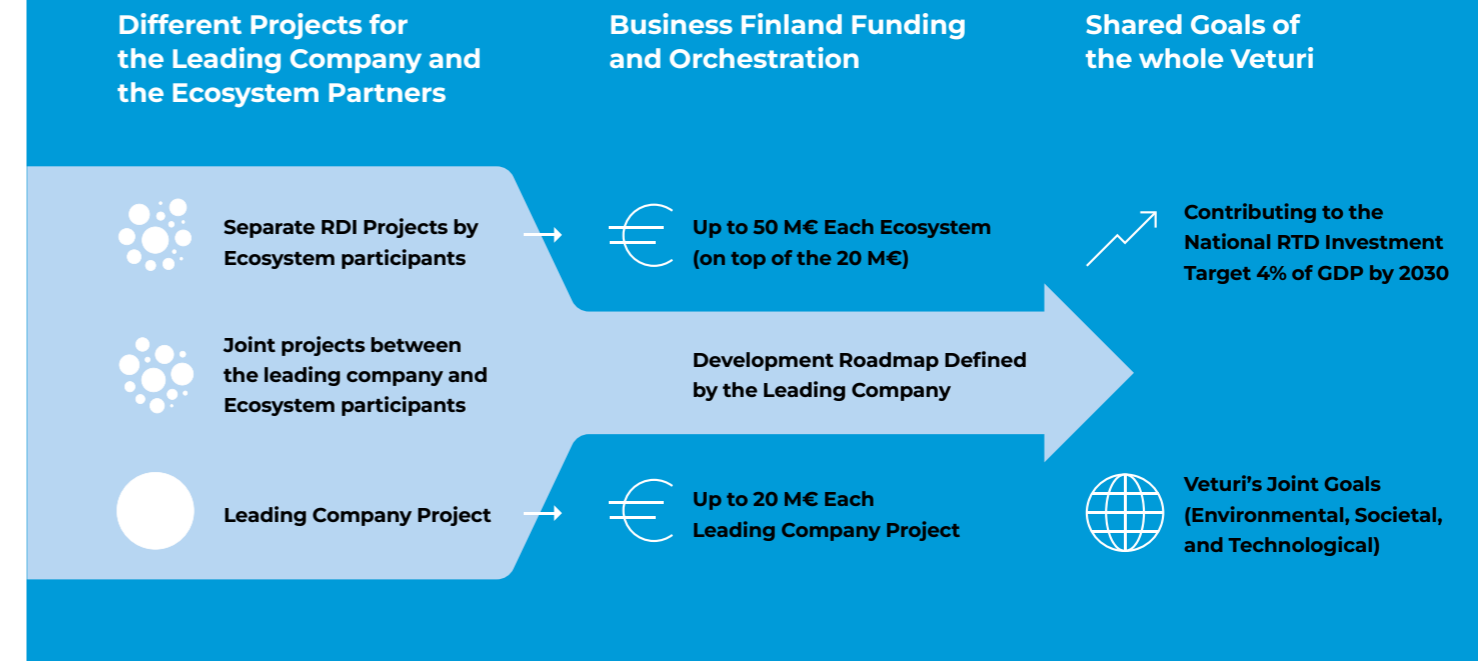 Different Projects for
the Leading Company and
the Ecosystem Partners
Business Finland Funding
and Orchestration
Shared Goals of
the whole Veturi
Separate RDI Projects by
Ecosystem participants
Up to 50 M€ Each Ecosystem
(on top of the 20 M€)
Contributing to the
National RTD Investment
Target 4% of GDP by 2030
Joint projects between
the leading company and
Ecosystem participants
Development Roadmap Defined
by the Leading Company
Leading Company Project
Up to 20 M€ Each
Leading Company Project
Veturi’s Joint Goals
(Environmental, Societal,
and Technological)